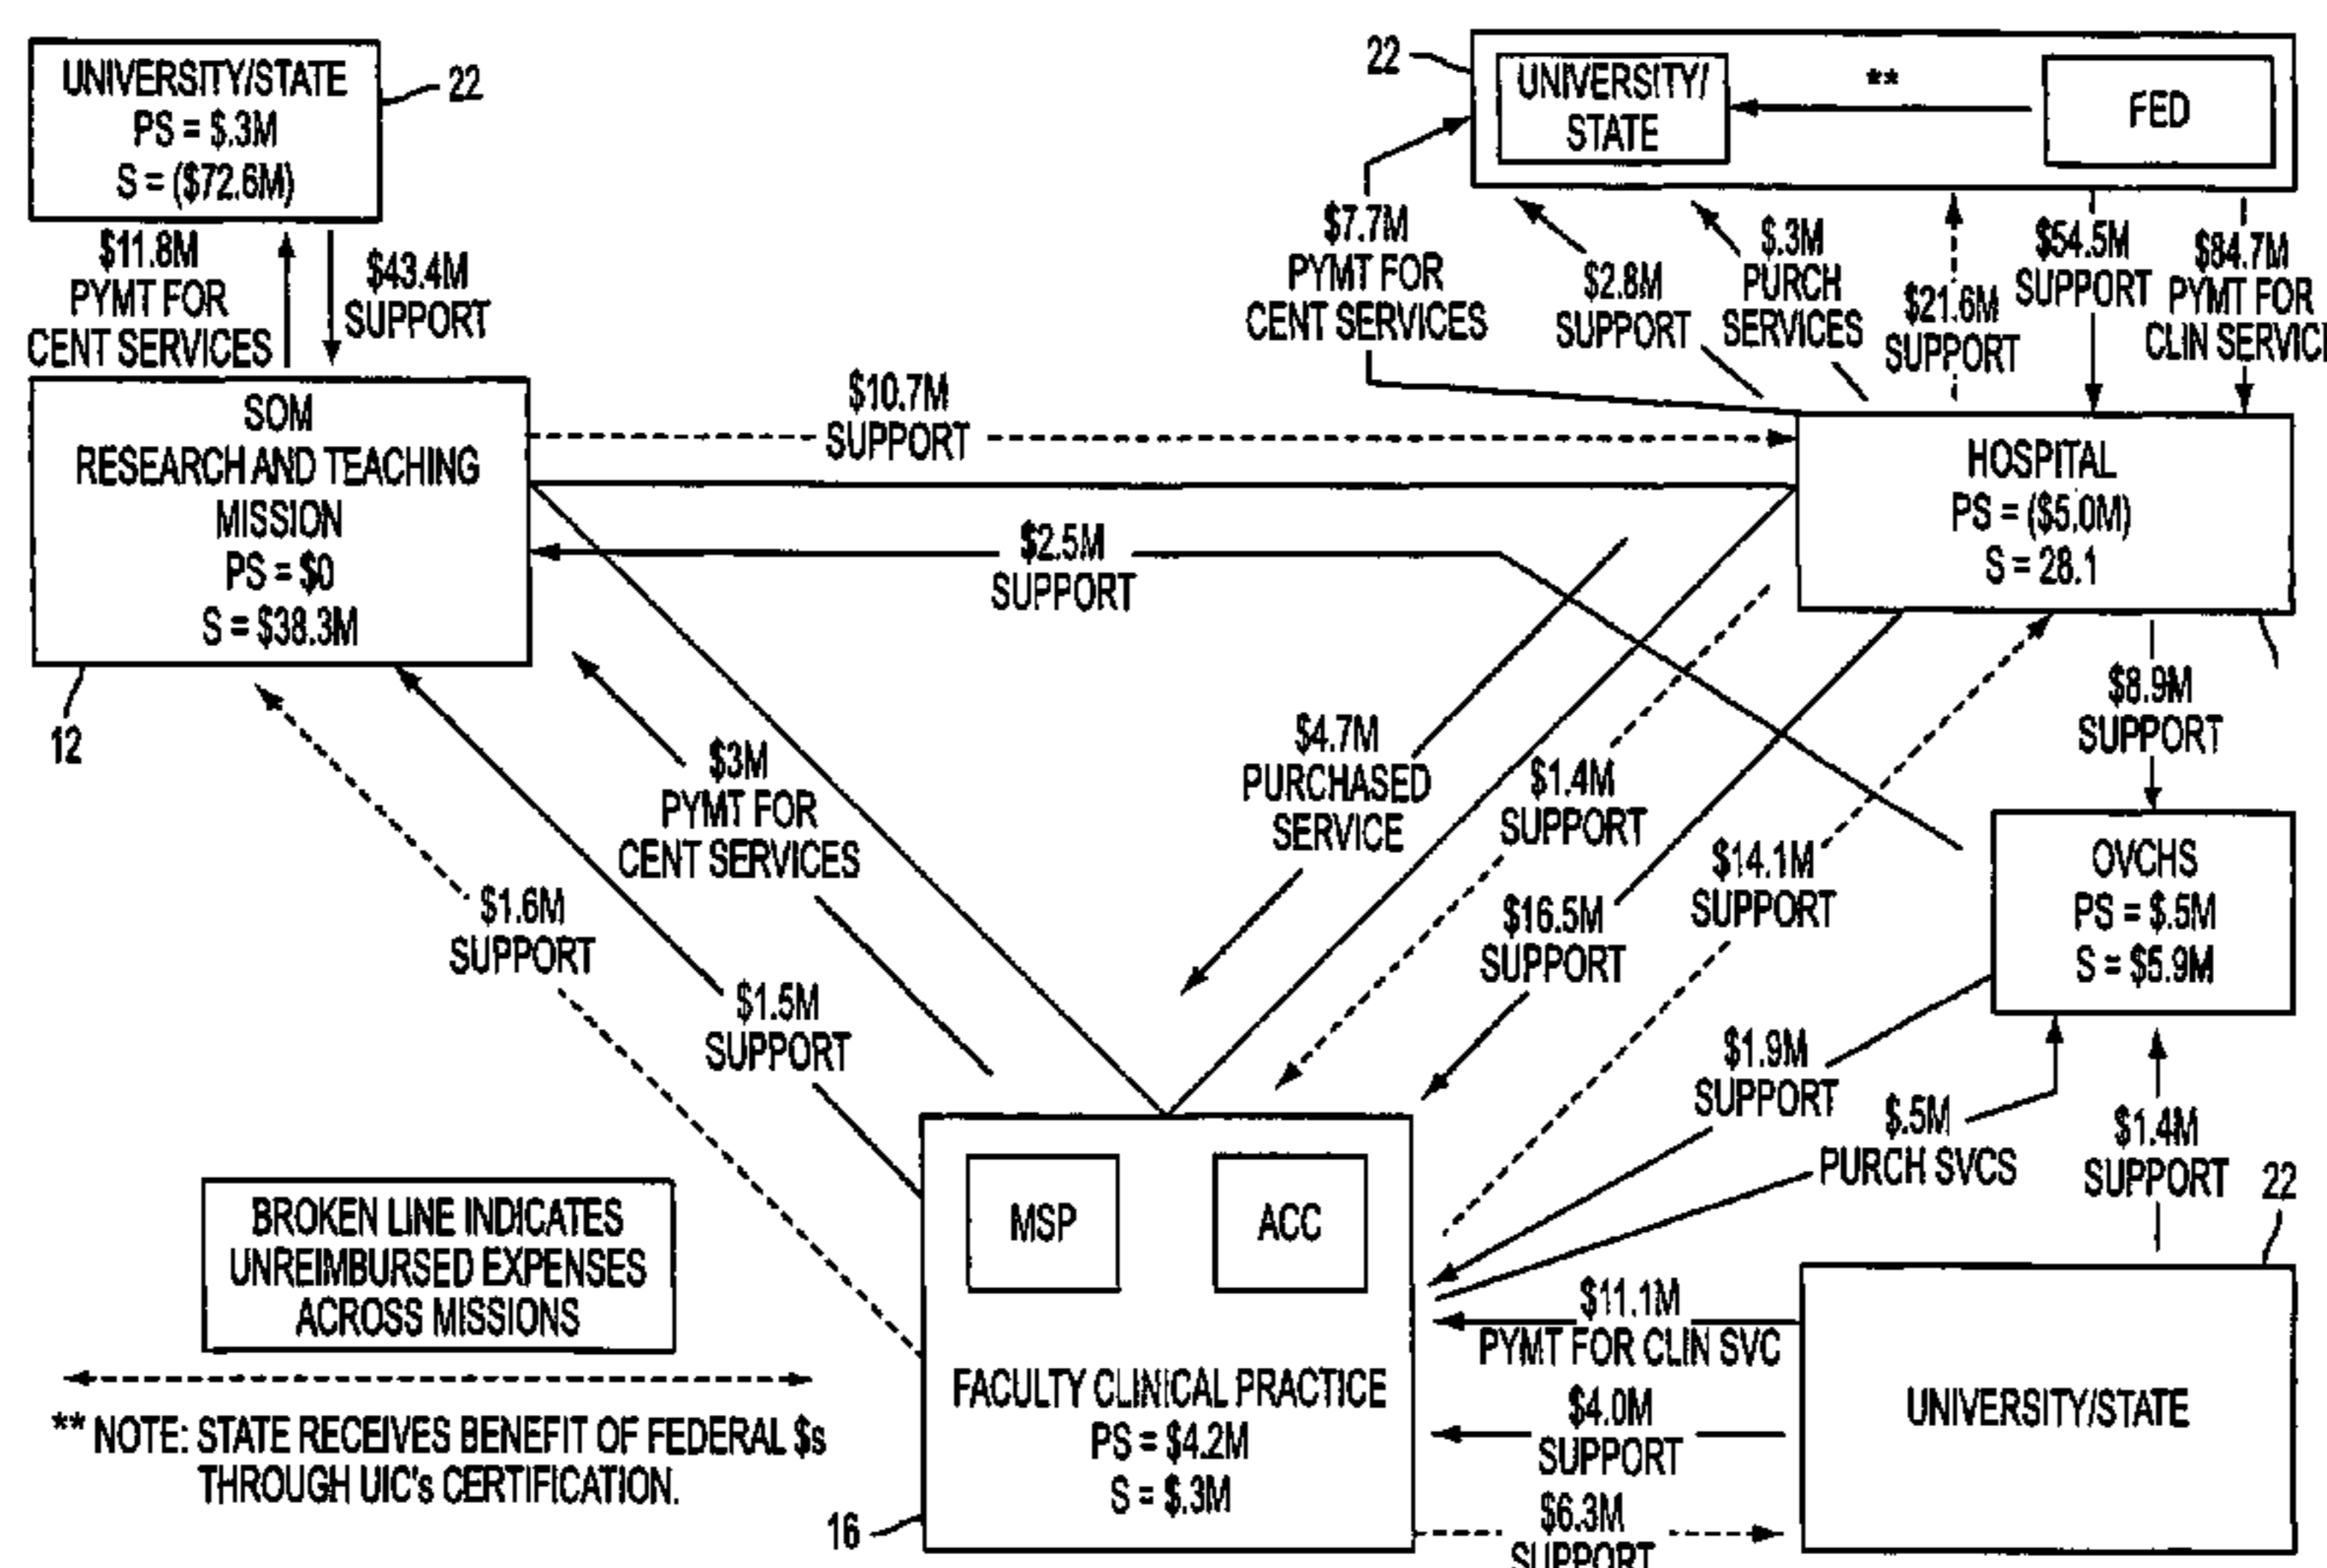 UNIVERSITY/STATE
PS = $.3M
S = ($72.6M)
22
$11.8M
PYMT FOR
CENT SERVICES
$43.4M
SUPPORT
22
UNIVERSITY/
STATE
**
FED
$7.7M
PYMT FOR
CENT SERVICES
$2.8M
SUPPORT
$.3M
PURCH
SERVICES
$21.6M
SUPPORT
$54.5M
SUPPORT
$84.7M
PYMT FOR
CLIN SERVICE
SOM
RESEARCH AND TEACHING
MISSION
PS = $0
S = $38.3M
12
$10.7M
SUPPORT
$2.5M
SUPPORT
HOSPITAL
PS = ($5.0M)
S = 28.1
$8.9M
SUPPORT
$3M
PYMT FOR
CENT SERVICES
$4.7M
PURCHASED
SERVICE
$1.4M
SUPPORT
$14.1M
SUPPORT
$16.5M
SUPPORT
$1.6M
SUPPORT
$1.5M
SUPPORT
OVCHS
PS = $.5M
S = $5.9M
$1.9M
SUPPORT
$.5M
PURCH SVCS
$1.4M
SUPPORT
22
BROKEN LINE INDICATES
UNREIMBURSED EXPENSES
ACROSS MISSIONS
** NOTE: STATE RECEIVES BENEFIT OF FEDERAL $s
THROUGH UIC's CERTIFICATION.
MSP
ACC
FACULTY CLINICAL PRACTICE
PS = $4.2M
S = $.3M
16
$11.1M
PYMT FOR CLIN SVC
$4.0M
SUPPORT
$6.3M
SUPPORT
UNIVERSITY/STATE